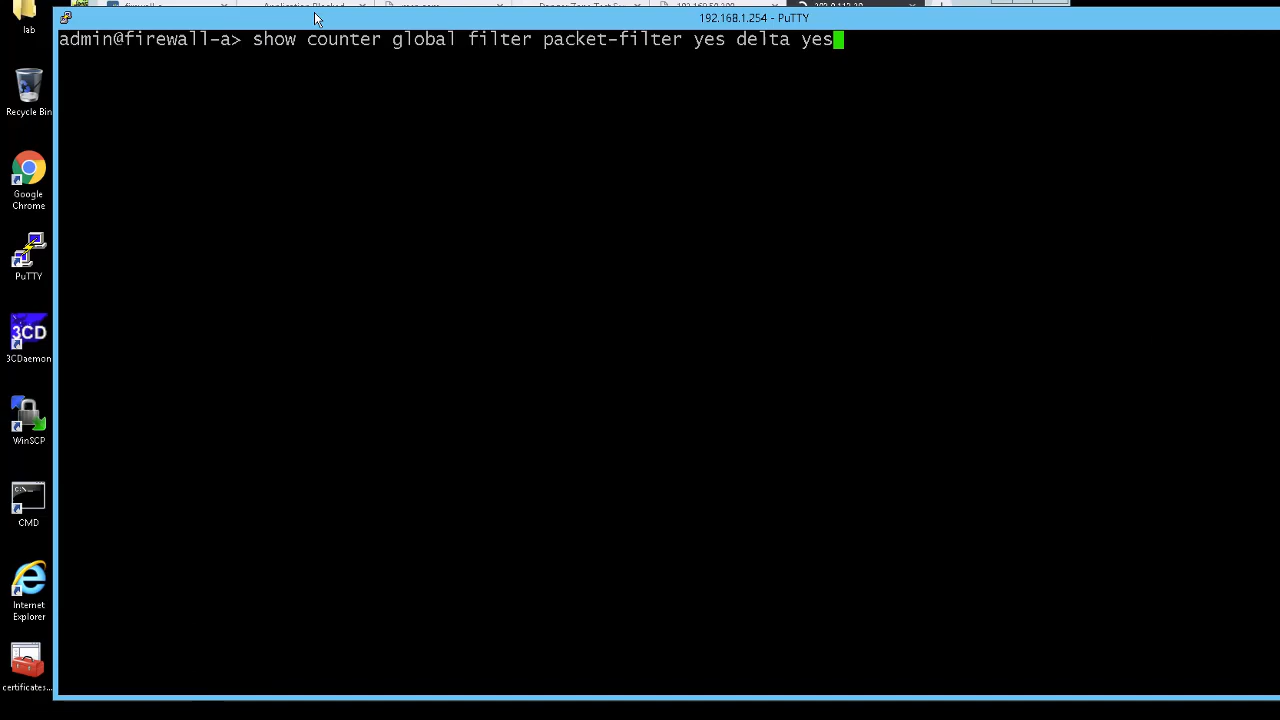 192.168.1.254 - PuTTY
admin@firewall-a> show counter global filter packet-filter yes delta yes
lab
Recycle Bin
Google
Chrome
PuTTY
3CD
3CDaemon
WinSCP
C:\_
CMD
Internet
Explorer
certificates...